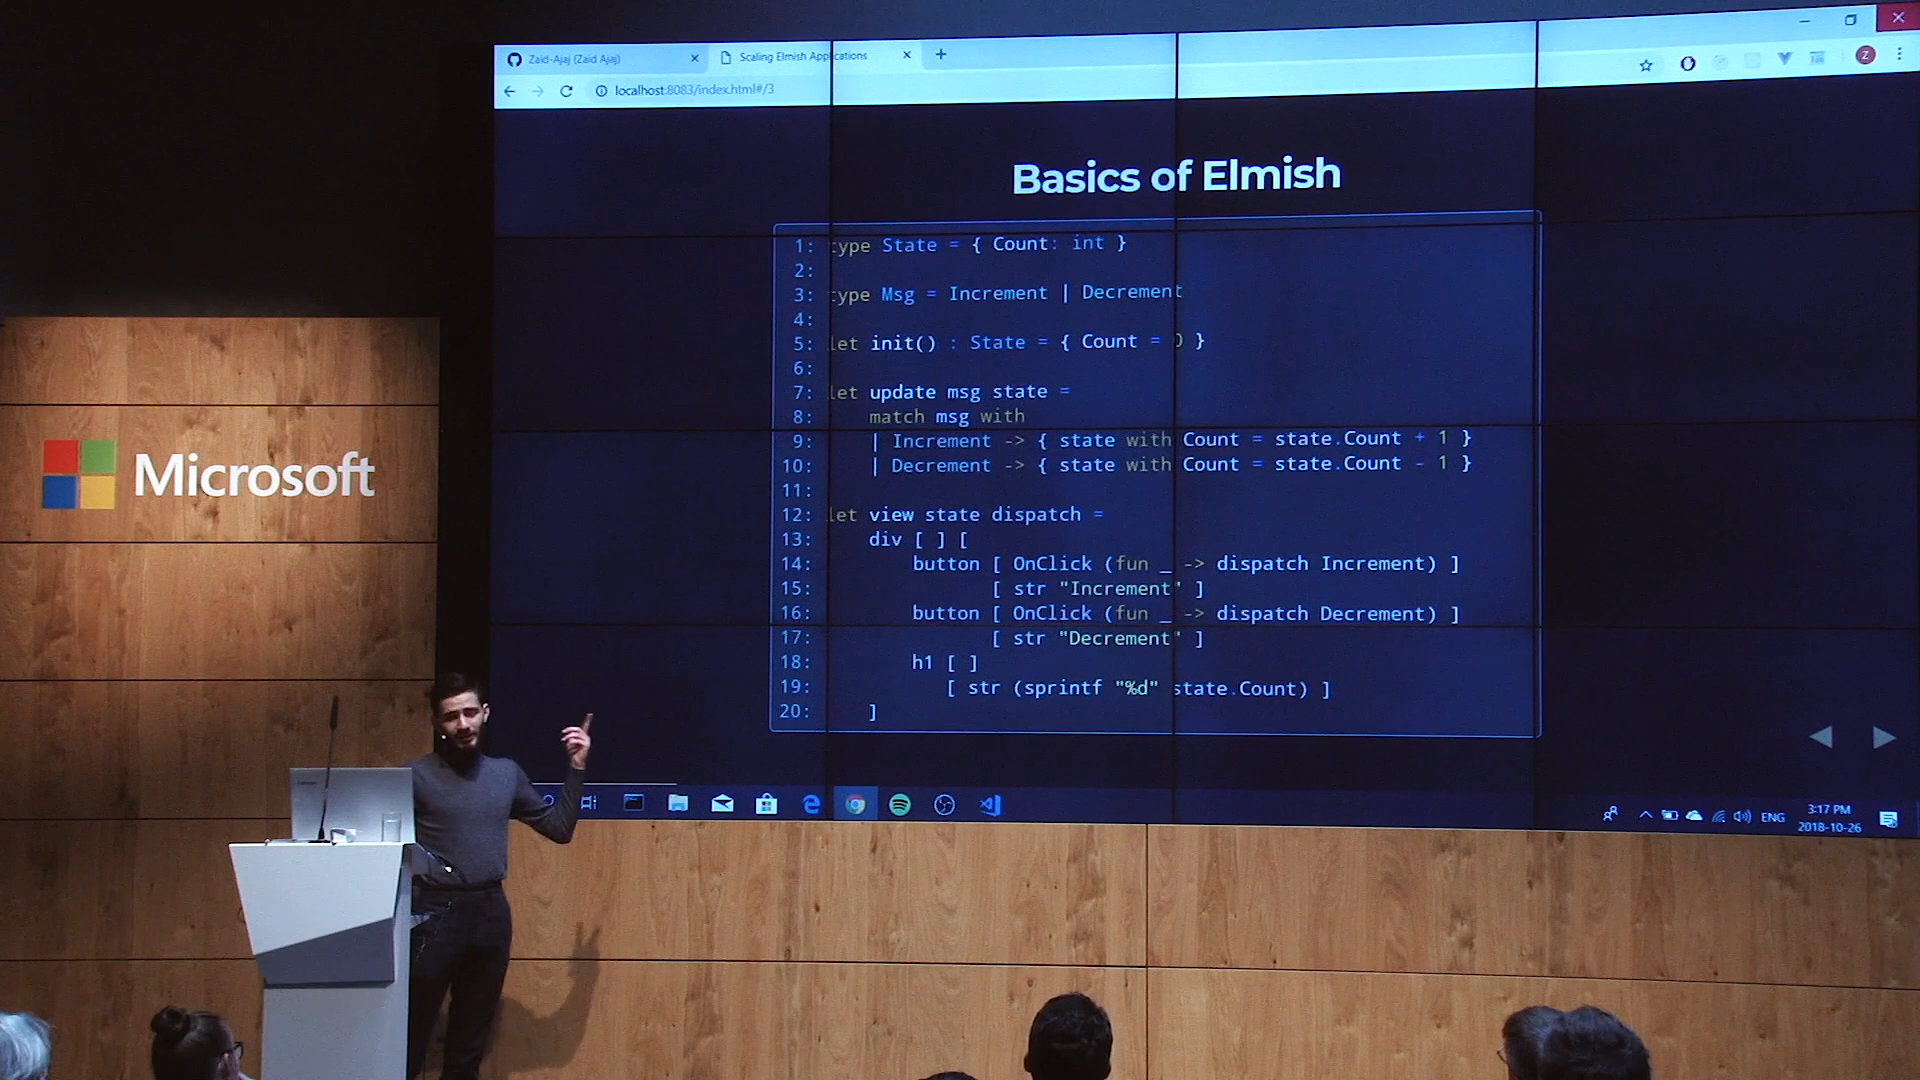 Zaid-Ajaj (Zaid Ajaj)
Scaling Elmish Applications
localhost:8083/index.html#/3
Z
Basics of Elmish
1: type State = { Count: int }
2:
3: type Msg = Increment | Decrement
4:
5: let init() : State = { Count = 0 }
6:
7: let update msg state =
8: match msg with
9: | Increment -> { state with Count = state.Count + 1 }
10: | Decrement -> { state with Count = state.Count - 1 }
11:
12: let view state dispatch =
13: div [ ] [
14: button [ OnClick (fun _ -> dispatch Increment) ]
15: [ str "Increment" ]
16: button [ OnClick (fun _ -> dispatch Decrement) ]
17: [ str "Decrement" ]
18: h1 [ ]
19: [ str (sprintf "%d" state.Count) ]
20: ]
Microsoft
ENG
3:17 PM
2018-10-26